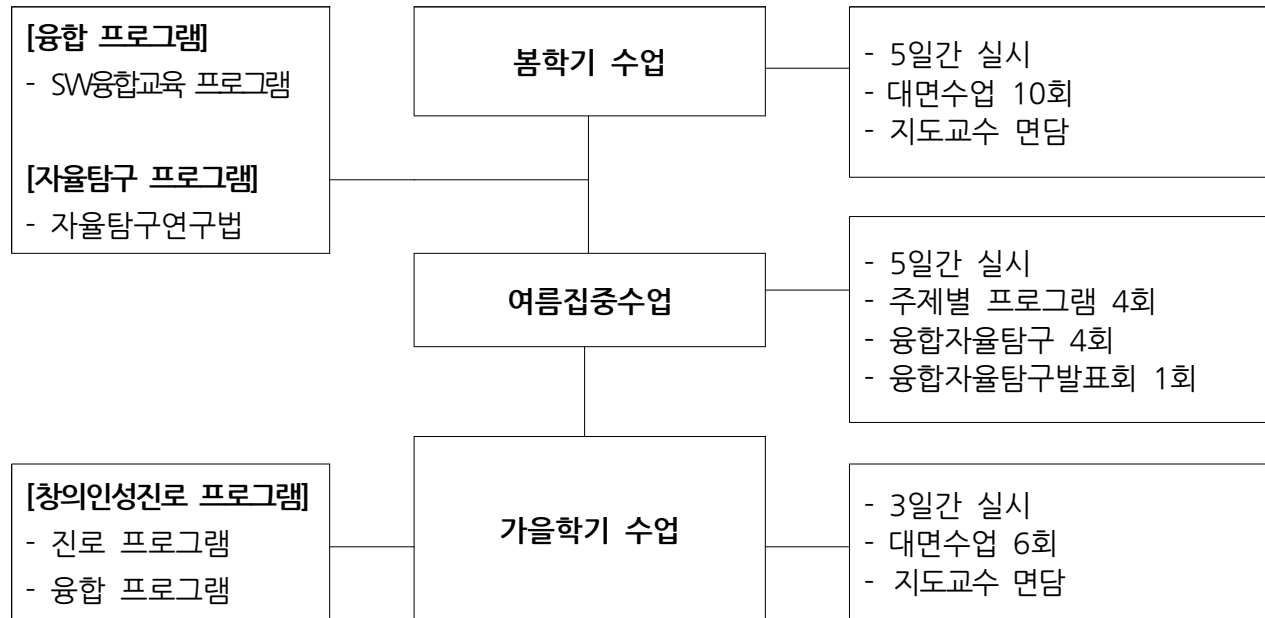 [융합 프로그램]
- SW융합교육 프로그램
[자율탐구 프로그램]
- 자율탐구연구법
봄학기 수업
- 5일간 실시
- 대면수업 10회
- 지도교수 면담
여름집중수업
- 5일간 실시
- 주제별 프로그램 4회
- 융합자율탐구 4회
- 융합자율탐구발표회 1회
[창의인성진로 프로그램]
- 진로 프로그램
- 융합 프로그램
가을학기 수업
- 3일간 실시
- 대면수업 6회
- 지도교수 면담